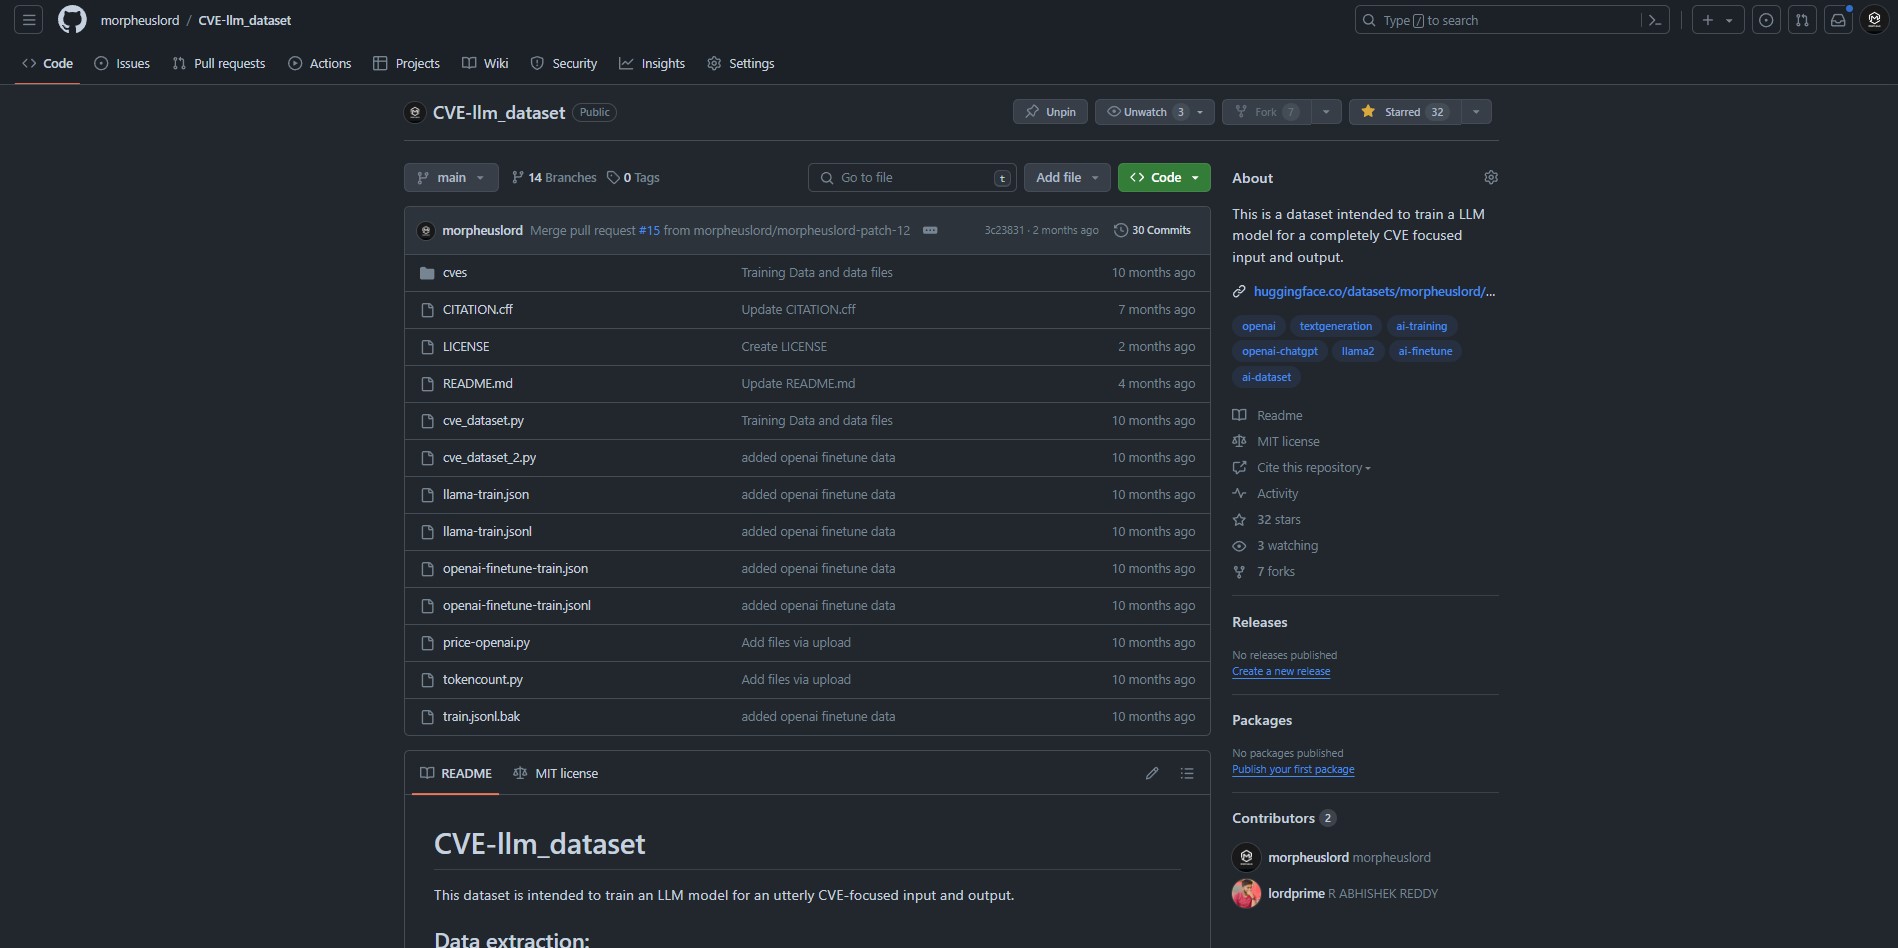 morpheuslord / CVE-llm_dataset
Type / to search
Code Issues Pull requests Actions Projects Wiki Security Insights Settings
CVE-llm_dataset Public
Unpin Unwatch 3 Fork 7 Starred 32
main 14 Branches 0 Tags
Go to file t Add file Code
morpheuslord Merge pull request #15 from morpheuslord/morpheuslord-patch-12 3c23831 · 2 months ago 30 Commits
cves Training Data and data files 10 months ago
CITATION.cff Update CITATION.cff 7 months ago
LICENSE Create LICENSE 2 months ago
README.md Update README.md 4 months ago
cve_dataset.py Training Data and data files 10 months ago
cve_dataset_2.py added openai finetune data 10 months ago
llama-train.json added openai finetune data 10 months ago
llama-train.jsonl added openai finetune data 10 months ago
openai-finetune-train.json added openai finetune data 10 months ago
openai-finetune-train.jsonl added openai finetune data 10 months ago
price-openai.py Add files via upload 10 months ago
tokencount.py Add files via upload 10 months ago
train.jsonl.bak added openai finetune data 10 months ago
README MIT license
CVE-llm_dataset
This dataset is intended to train an LLM model for an utterly CVE-focused input and output.
Data extraction:
About
This is a dataset intended to train a LLM
model for a completely CVE focused
input and output.
huggingface.co/datasets/morpheuslord/...
openai textgeneration ai-training
openai-chatgpt llama2 ai-finetune
ai-dataset
Readme
MIT license
Cite this repository
Activity
32 stars
3 watching
7 forks
Releases
No releases published
Create a new release
Packages
No packages published
Publish your first package
Contributors 2
morpheuslord morpheuslord
lordprime R ABHISHEK REDDY